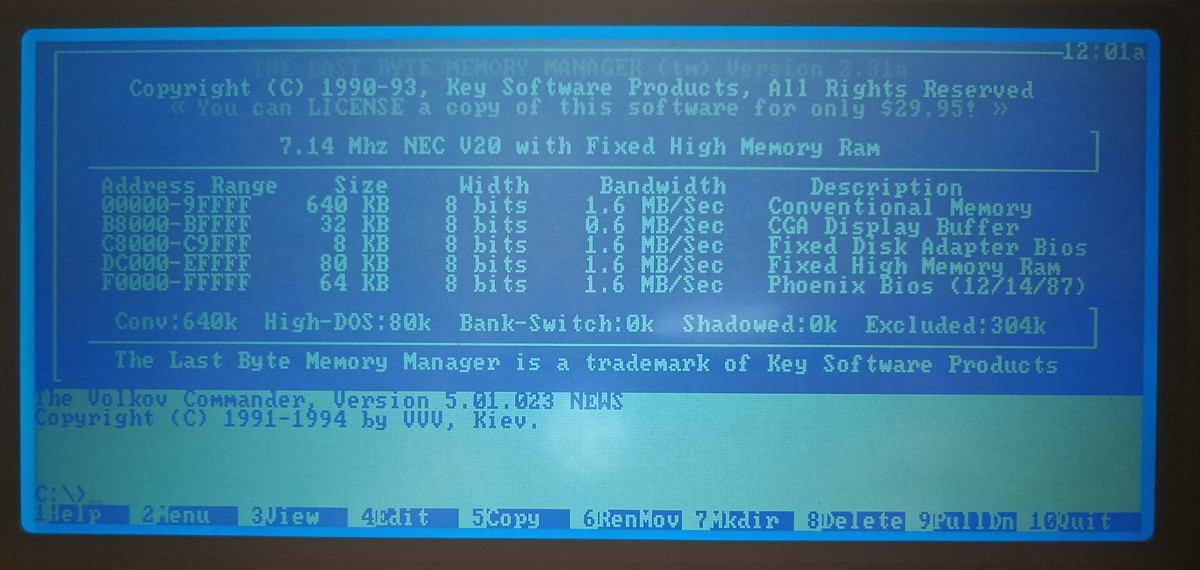 12:01a
THE LAST BYTE MEMORY MANAGER (tm) Version 2.31a
Copyright (C) 1990-93, Key Software Products, All Rights Reserved
« You can LICENSE a copy of this software for only $29.95! »
7.14 Mhz NEC V20 with Fixed High Memory Ram
Address Range Size Width Bandwidth Description
00000-9FFFF 640 KB 8 bits 1.6 MB/Sec Conventional Memory
B8000-BFFFF 32 KB 8 bits 0.6 MB/Sec CGA Display Buffer
C8000-C9FFF 8 KB 8 bits 1.6 MB/Sec Fixed Disk Adapter Bios
DC000-EFFFF 80 KB 8 bits 1.6 MB/Sec Fixed High Memory Ram
F0000-FFFFF 64 KB 8 bits 1.6 MB/Sec Phoenix Bios (12/14/87)
Conv:640k High-DOS:80k Bank-Switch:0k Shadowed:0k Excluded:304k
The Last Byte Memory Manager is a trademark of Key Software Products
The Volkov Commander, Version 5.01.023 NEWS
Copyright (C) 1991-1994 by VVV, Kiev.
C:\>_
1Help 2Menu 3View 4Edit 5Copy 6RenMov 7Mkdir 8Delete 9PullDn 10Quit